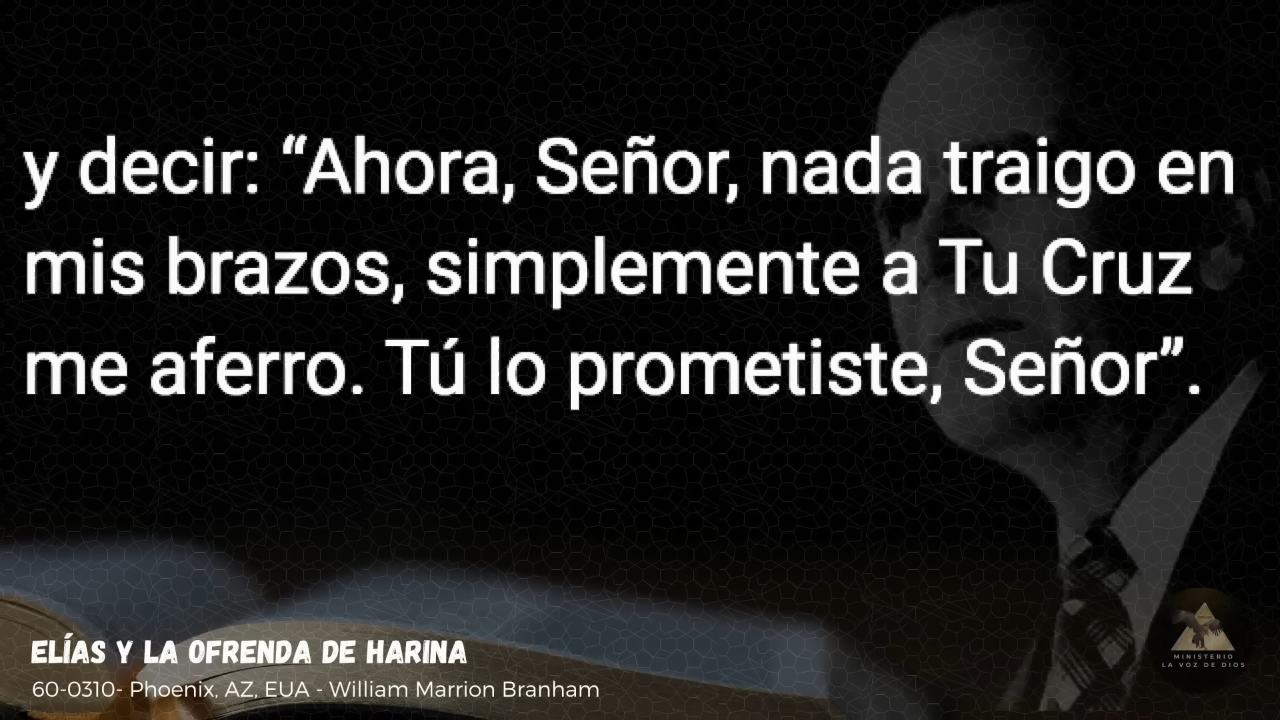 y decir: “Ahora, Señor, nada traigo en
mis brazos, simplemente a Tu Cruz
me aferro. Tú lo prometiste, Señor”.
ELÍAS Y LA OFRENDA DE HARINA
60-0310- Phoenix, AZ, EUA - William Marrion Branham
MINISTERIO
LA VOZ DE DIOS